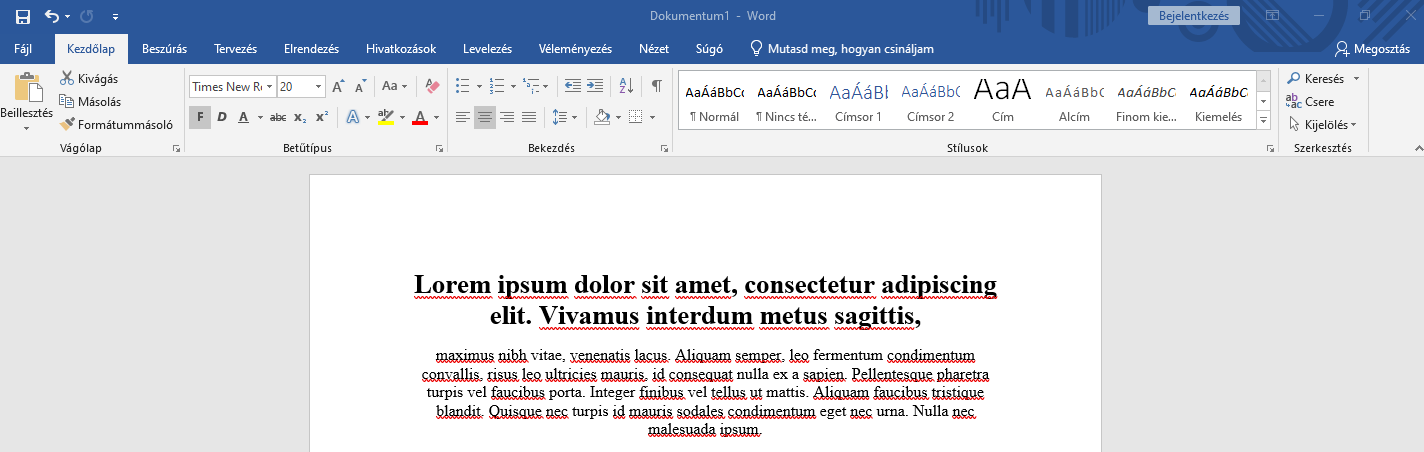 Dokumentum1 - Word
Bejelentkezés
Fájl Kezdőlap Beszúrás Tervezés Elrendezés Hivatkozások Levelezés Véleményezés Nézet Súgó Mutasd meg, hogyan csináljam Megosztás
Beillesztés
Kivágás
Másolás
Formátummásoló
Vágólap
Times New R 20 Aa
F D A abc x₂ x² A aby A
Betűtípus
Bekezdés
AaÁáBbCc AaÁáBbCc AaÁáBb AaÁáBbC AaA AaÁáBbC AaÁáBbC AaÁáBbC
¶ Normál ¶ Nincs té... Címsor 1 Címsor 2 Cím Alcím Finom kie... Kiemelés
Stílusok
Keresés
Csere
Kijelölés
Szerkesztés
Lorem ipsum dolor sit amet, consectetur adipiscing
elit. Vivamus interdum metus sagittis,
maximus nibh vitae, venenatis lacus. Aliquam semper, leo fermentum condimentum
convallis, risus leo ultricies mauris, id consequat nulla ex a sapien. Pellentesque pharetra
turpis vel faucibus porta. Integer finibus vel tellus ut mattis. Aliquam faucibus tristique
blandit. Quisque nec turpis id mauris sodales condimentum eget nec urna. Nulla nec
malesuada ipsum.